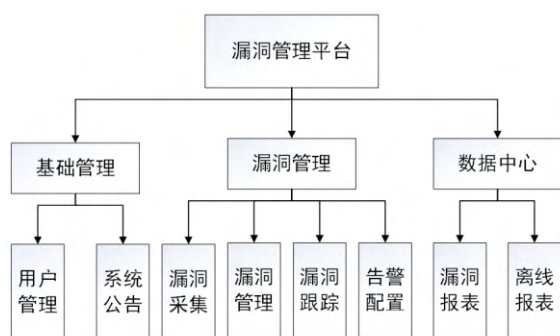 漏洞管理平台
基础管理
漏洞管理
数据中心
用户
管理
系统
公告
漏洞
采集
漏洞
管理
漏洞
跟踪
告警
配置
漏洞
报表
离线
报表